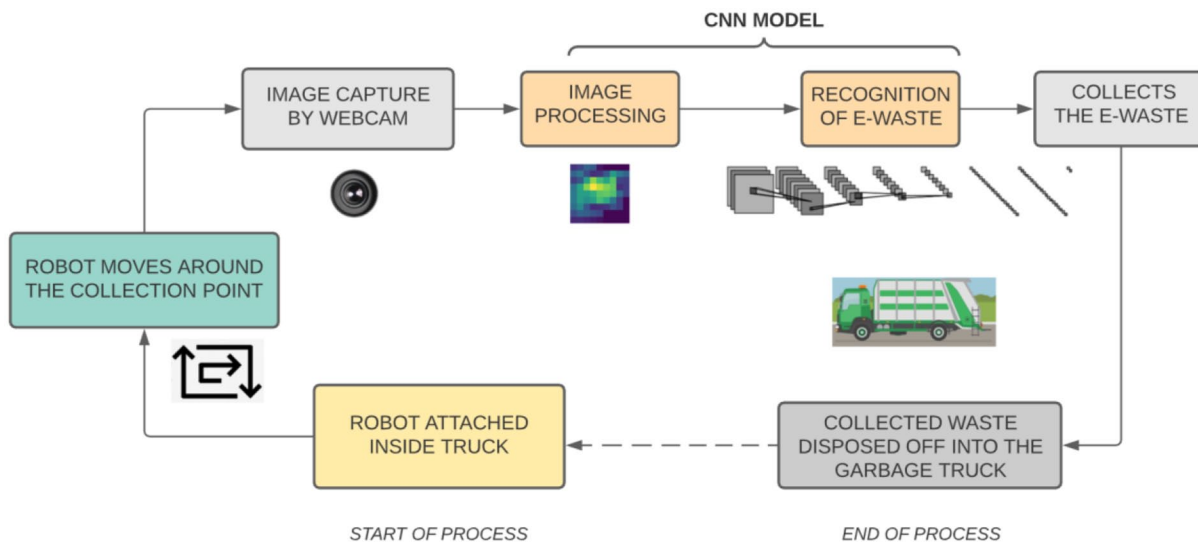 CNN MODEL
IMAGE CAPTURE
BY WEBCAM
IMAGE
PROCESSING
RECOGNITION
OF E-WASTE
COLLECTS
THE E-WASTE
ROBOT MOVES AROUND
THE COLLECTION POINT
ROBOT ATTACHED
INSIDE TRUCK
COLLECTED WASTE
DISPOSED OFF INTO THE
GARBAGE TRUCK
START OF PROCESS
END OF PROCESS